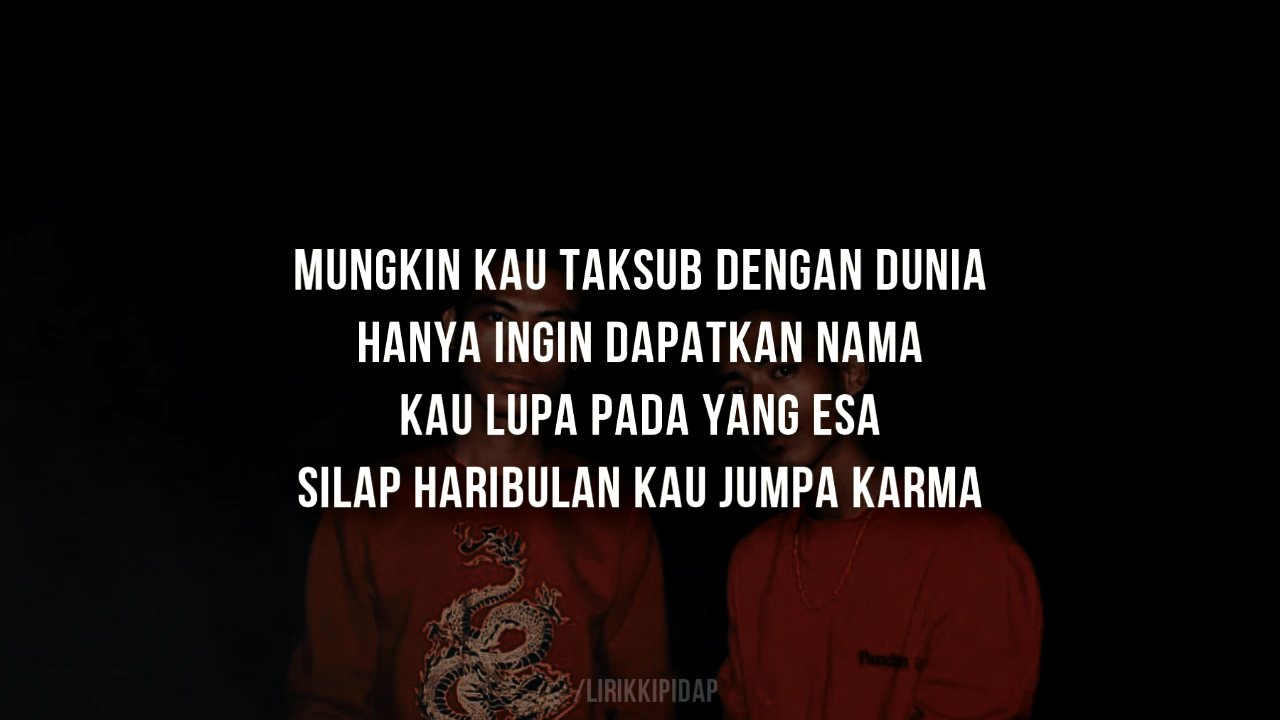 MUNGKIN KAU TAKSUB DENGAN DUNIA
HANYA INGIN DAPATKAN NAMA
KAU LUPA PADA YANG ESA
SILAP HARIBULAN KAU JUMPA KARMA
/LIRIKKIPIDAP